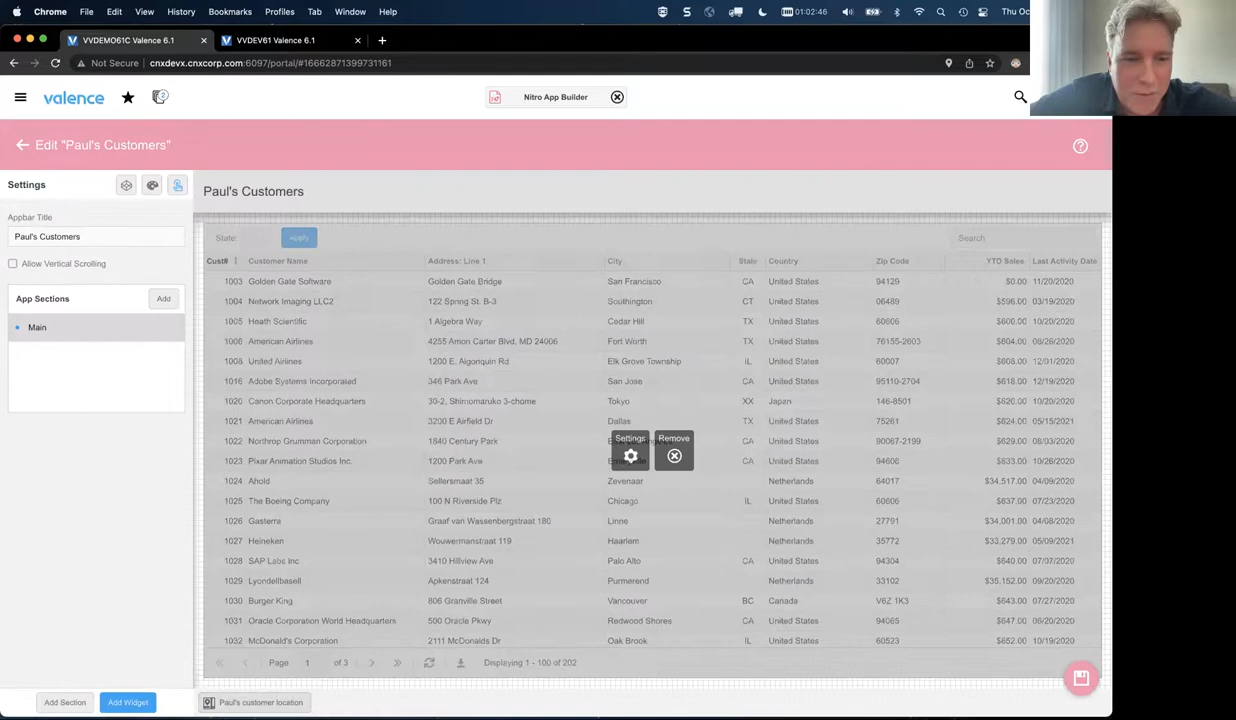 Chrome File Edit View History Bookmarks Profiles Tab Window Help 01:02:46 Thu Oc
VVDEMO61C Valence 6.1 VVDEV61 Valence 6.1
Not Secure cnxdevx.cnxcorp.com:6097/portal/#16662871399731161
valence 2 Nitro App Builder
Edit "Paul's Customers"
Settings
Paul's Customers
Appbar Title
Paul's Customers
Allow Vertical Scrolling
App Sections Add
Main
State: Apply Search
Cust# Customer Name Address: Line 1 City State Country Zip Code YTD Sales Last Activity Date
1003 Golden Gate Software Golden Gate Bridge San Francisco CA United States 94129 $0.00 11/20/2020
1004 Network Imaging LLC2 122 Spring St. B-3 Southington CT United States 06489 $596.00 03/19/2020
1005 Heath Scientific 1 Algebra Way Cedar Hill TX United States 60606 $600.00 10/20/2020
1006 American Airlines 4255 Amon Carter Blvd, MD 24006 Fort Worth TX United States 76155-2603 $604.00 08/26/2020
1008 United Airlines 1200 E. Algonquin Rd Elk Grove Township IL United States 60007 $608.00 12/01/2020
1016 Adobe Systems Incorporated 346 Park Ave San Jose CA United States 95110-2704 $618.00 12/19/2020
1020 Canon Corporate Headquarters 30-2, Shimomaruko 3-chome Tokyo XX Japan 146-8501 $620.00 10/20/2020
1021 American Airlines 3200 E Airfield Dr Dallas TX United States 75261 $624.00 05/15/2021
1022 Northrop Grumman Corporation 1840 Century Park CA United States 90067-2199 $629.00 08/03/2020
Settings Remove
1023 Pixar Animation Studios Inc. 1200 Park Ave CA United States 94606 $633.00 10/26/2020
1024 Ahold Sellersmaat 35 Zevenaar Netherlands 64017 $34,517.00 04/09/2020
1025 The Boeing Company 100 N Riverside Plz Chicago IL United States 60606 $637.00 07/23/2020
1026 Gasterra Graaf van Wassenbergstraat 180 Linne Netherlands 27791 $34,001.00 04/08/2020
1027 Heineken Wouwermanstraat 119 Haarlem Netherlands 35772 $33,279.00 05/09/2021
1028 SAP Labs Inc 3410 Hillview Ave Palo Alto CA United States 94304 $640.00 07/07/2020
1029 Lyondellbasell Apkenstraat 124 Purmerend Netherlands 33102 $35,152.00 09/20/2020
1030 Burger King 806 Granville Street Vancouver BC Canada V6Z 1K3 $643.00 07/27/2020
1031 Oracle Corporation World Headquarters 500 Oracle Pkwy Redwood Shores CA United States 94065 $647.00 06/20/2020
1032 McDonald's Corporation 2111 McDonalds Dr Oak Brook IL United States 60523 $652.00 10/19/2020
Page 1 of 3 Displaying 1 - 100 of 202
Add Section Add Widget Paul's customer location